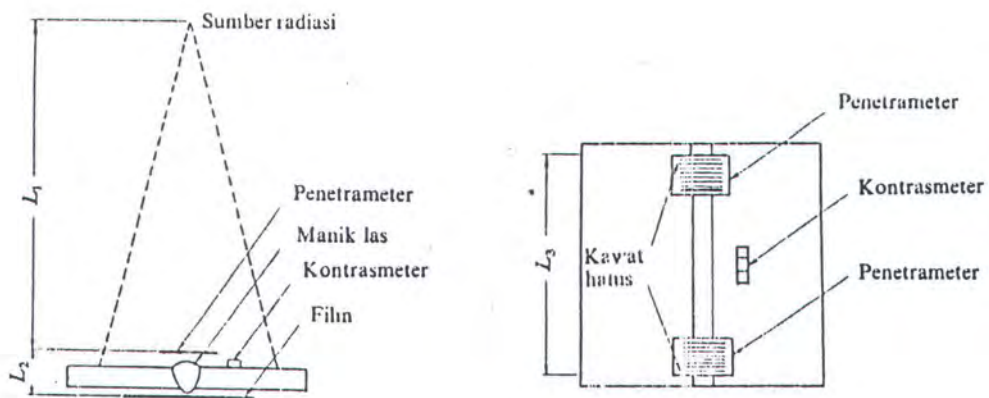 Sumber radiasi
L₁
Penetrameter
Manik las
Kontrasmeter
Film
L₂
Penetrameter
Kontrasmeter
Kawat
halus
Penetrameter
L₃